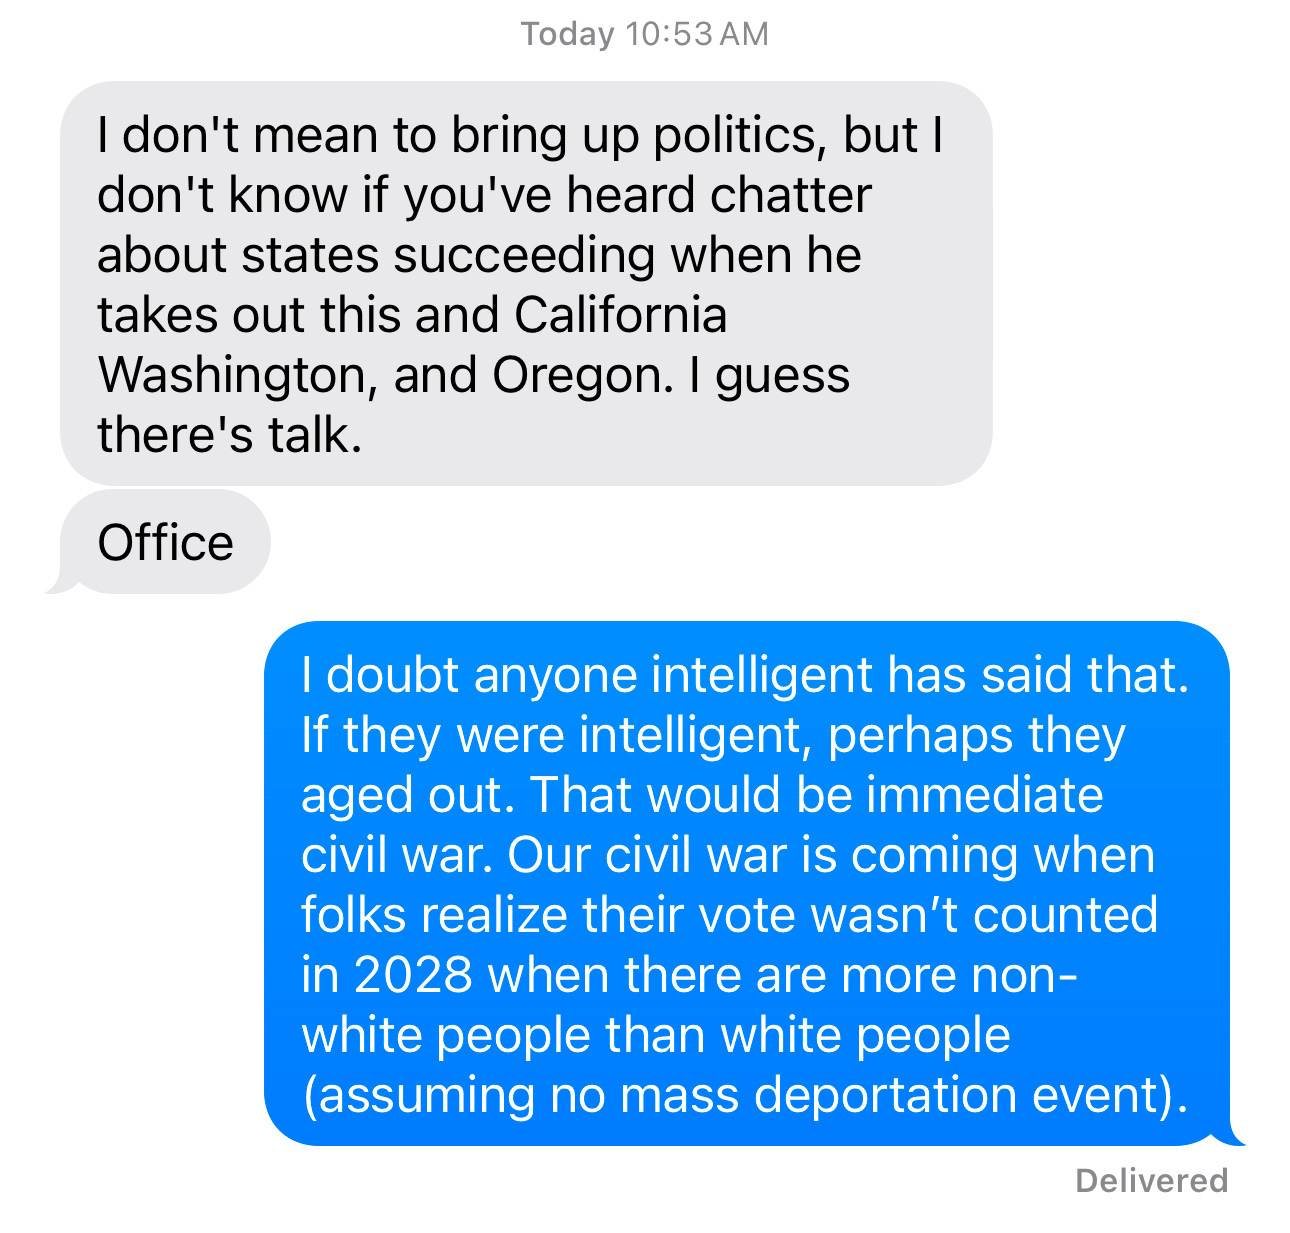 Today 10:53 AM
I don't mean to bring up politics, but I
don't know if you've heard chatter
about states succeeding when he
takes out this and California
Washington, and Oregon. I guess
there's talk.
Office
I doubt anyone intelligent has said that.
If they were intelligent, perhaps they
aged out. That would be immediate
civil war. Our civil war is coming when
folks realize their vote wasn’t counted
in 2028 when there are more non-
white people than white people
(assuming no mass deportation event).
Delivered